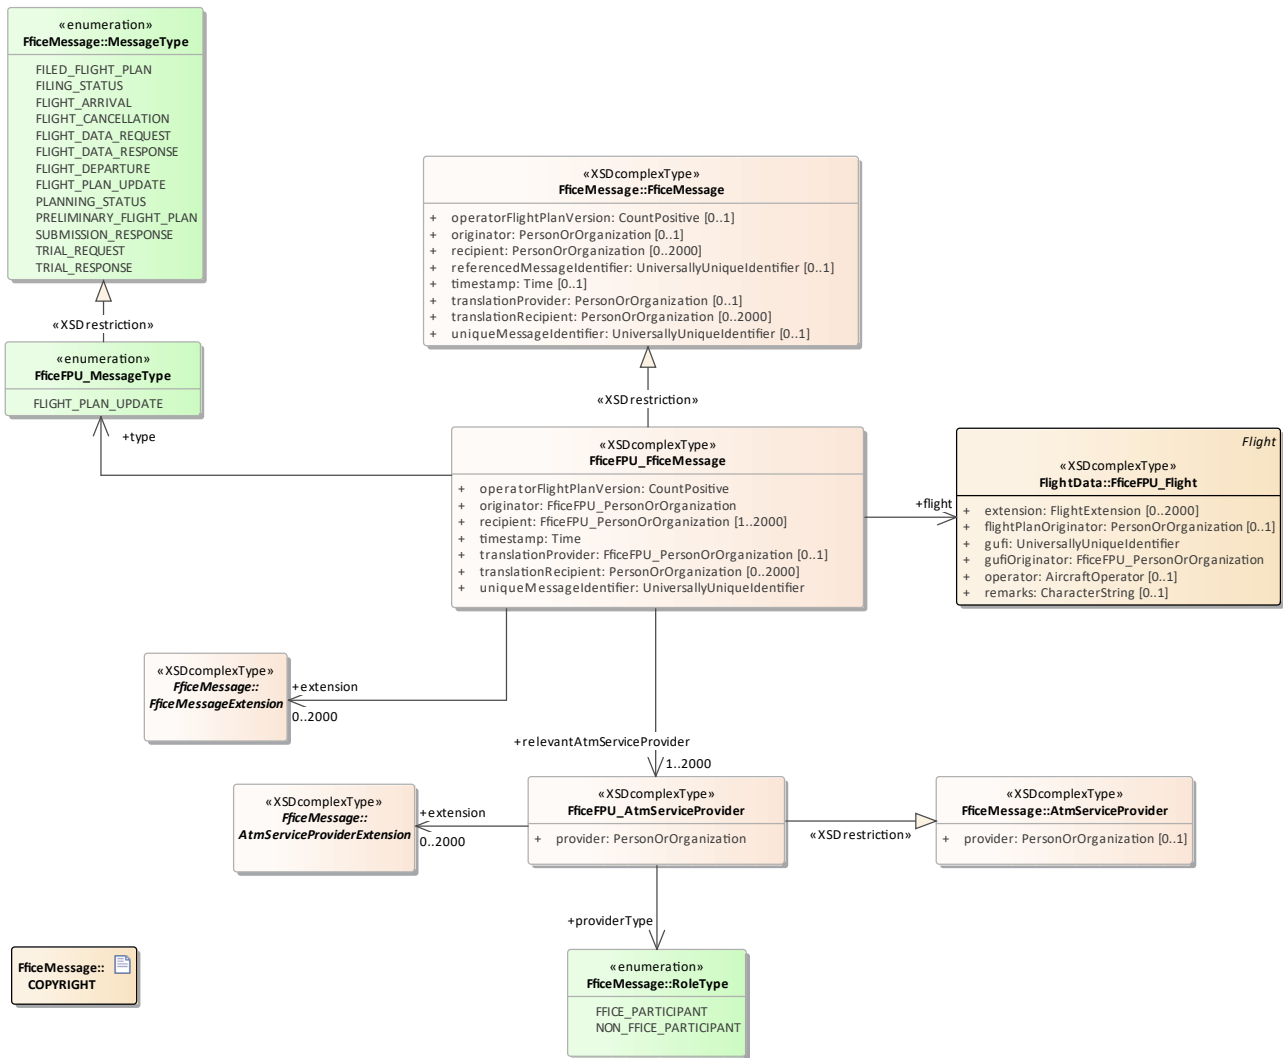 «enumeration»
FficeMessage::MessageType
FILED_FLIGHT_PLAN
FILING_STATUS
FLIGHT_ARRIVAL
FLIGHT_CANCELLATION
FLIGHT_DATA_REQUEST
FLIGHT_DATA_RESPONSE
FLIGHT_DEPARTURE
FLIGHT_PLAN_UPDATE
PLANNING_STATUS
PRELIMINARY_FLIGHT_PLAN
SUBMISSION_RESPONSE
TRIAL_REQUEST
TRIAL_RESPONSE
«XSDrestriction»
«enumeration»
FficeFPU_MessageType
FLIGHT_PLAN_UPDATE
+type
«XSDcomplexType»
FficeMessage::FficeMessage
+ operatorFlightPlanVersion: CountPositive [0..1]
+ originator: PersonOrOrganization [0..1]
+ recipient: PersonOrOrganization [0..2000]
+ referencedMessageIdentifier: UniversallyUniqueIdentifier [0..1]
+ timestamp: Time [0..1]
+ translationProvider: PersonOrOrganization [0..1]
+ translationRecipient: PersonOrOrganization [0..2000]
+ uniqueMessageIdentifier: UniversallyUniqueIdentifier [0..1]
«XSDrestriction»
«XSDcomplexType»
FficeFPU_FficeMessage
+ operatorFlightPlanVersion: CountPositive
+ originator: FficeFPU_PersonOrOrganization
+ recipient: FficeFPU_PersonOrOrganization [1..2000]
+ timestamp: Time
+ translationProvider: FficeFPU_PersonOrOrganization [0..1]
+ translationRecipient: PersonOrOrganization [0..2000]
+ uniqueMessageIdentifier: UniversallyUniqueIdentifier
+flight
Flight
«XSDcomplexType»
FlightData::FficeFPU_Flight
+ extension: FlightExtension [0..2000]
+ flightPlanOriginator: PersonOrOrganization [0..1]
+ gufi: UniversallyUniqueIdentifier
+ gufiOriginator: FficeFPU_PersonOrOrganization
+ operator: AircraftOperator [0..1]
+ remarks: CharacterString [0..1]
«XSDcomplexType»
FficeMessage::
FficeMessageExtension
+extension
0..2000
+relevantAtmServiceProvider
1..2000
«XSDcomplexType»
FficeMessage::
AtmServiceProviderExtension
+extension
0..2000
«XSDcomplexType»
FficeFPU_AtmServiceProvider
+ provider: PersonOrOrganization
«XSDrestriction»
«XSDcomplexType»
FficeMessage::AtmServiceProvider
+ provider: PersonOrOrganization [0..1]
+providerType
«enumeration»
FficeMessage::RoleType
FFICE_PARTICIPANT
NON_FFICE_PARTICIPANT
FficeMessage::
COPYRIGHT